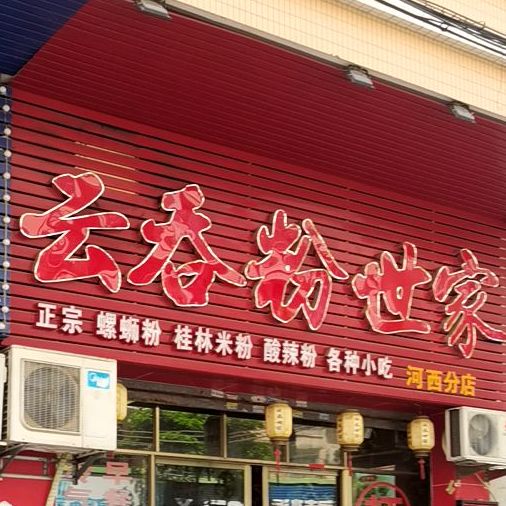 云吞粉世家
正宗 螺蛳粉 桂林米粉 酸辣粉 各种小吃
河西分店